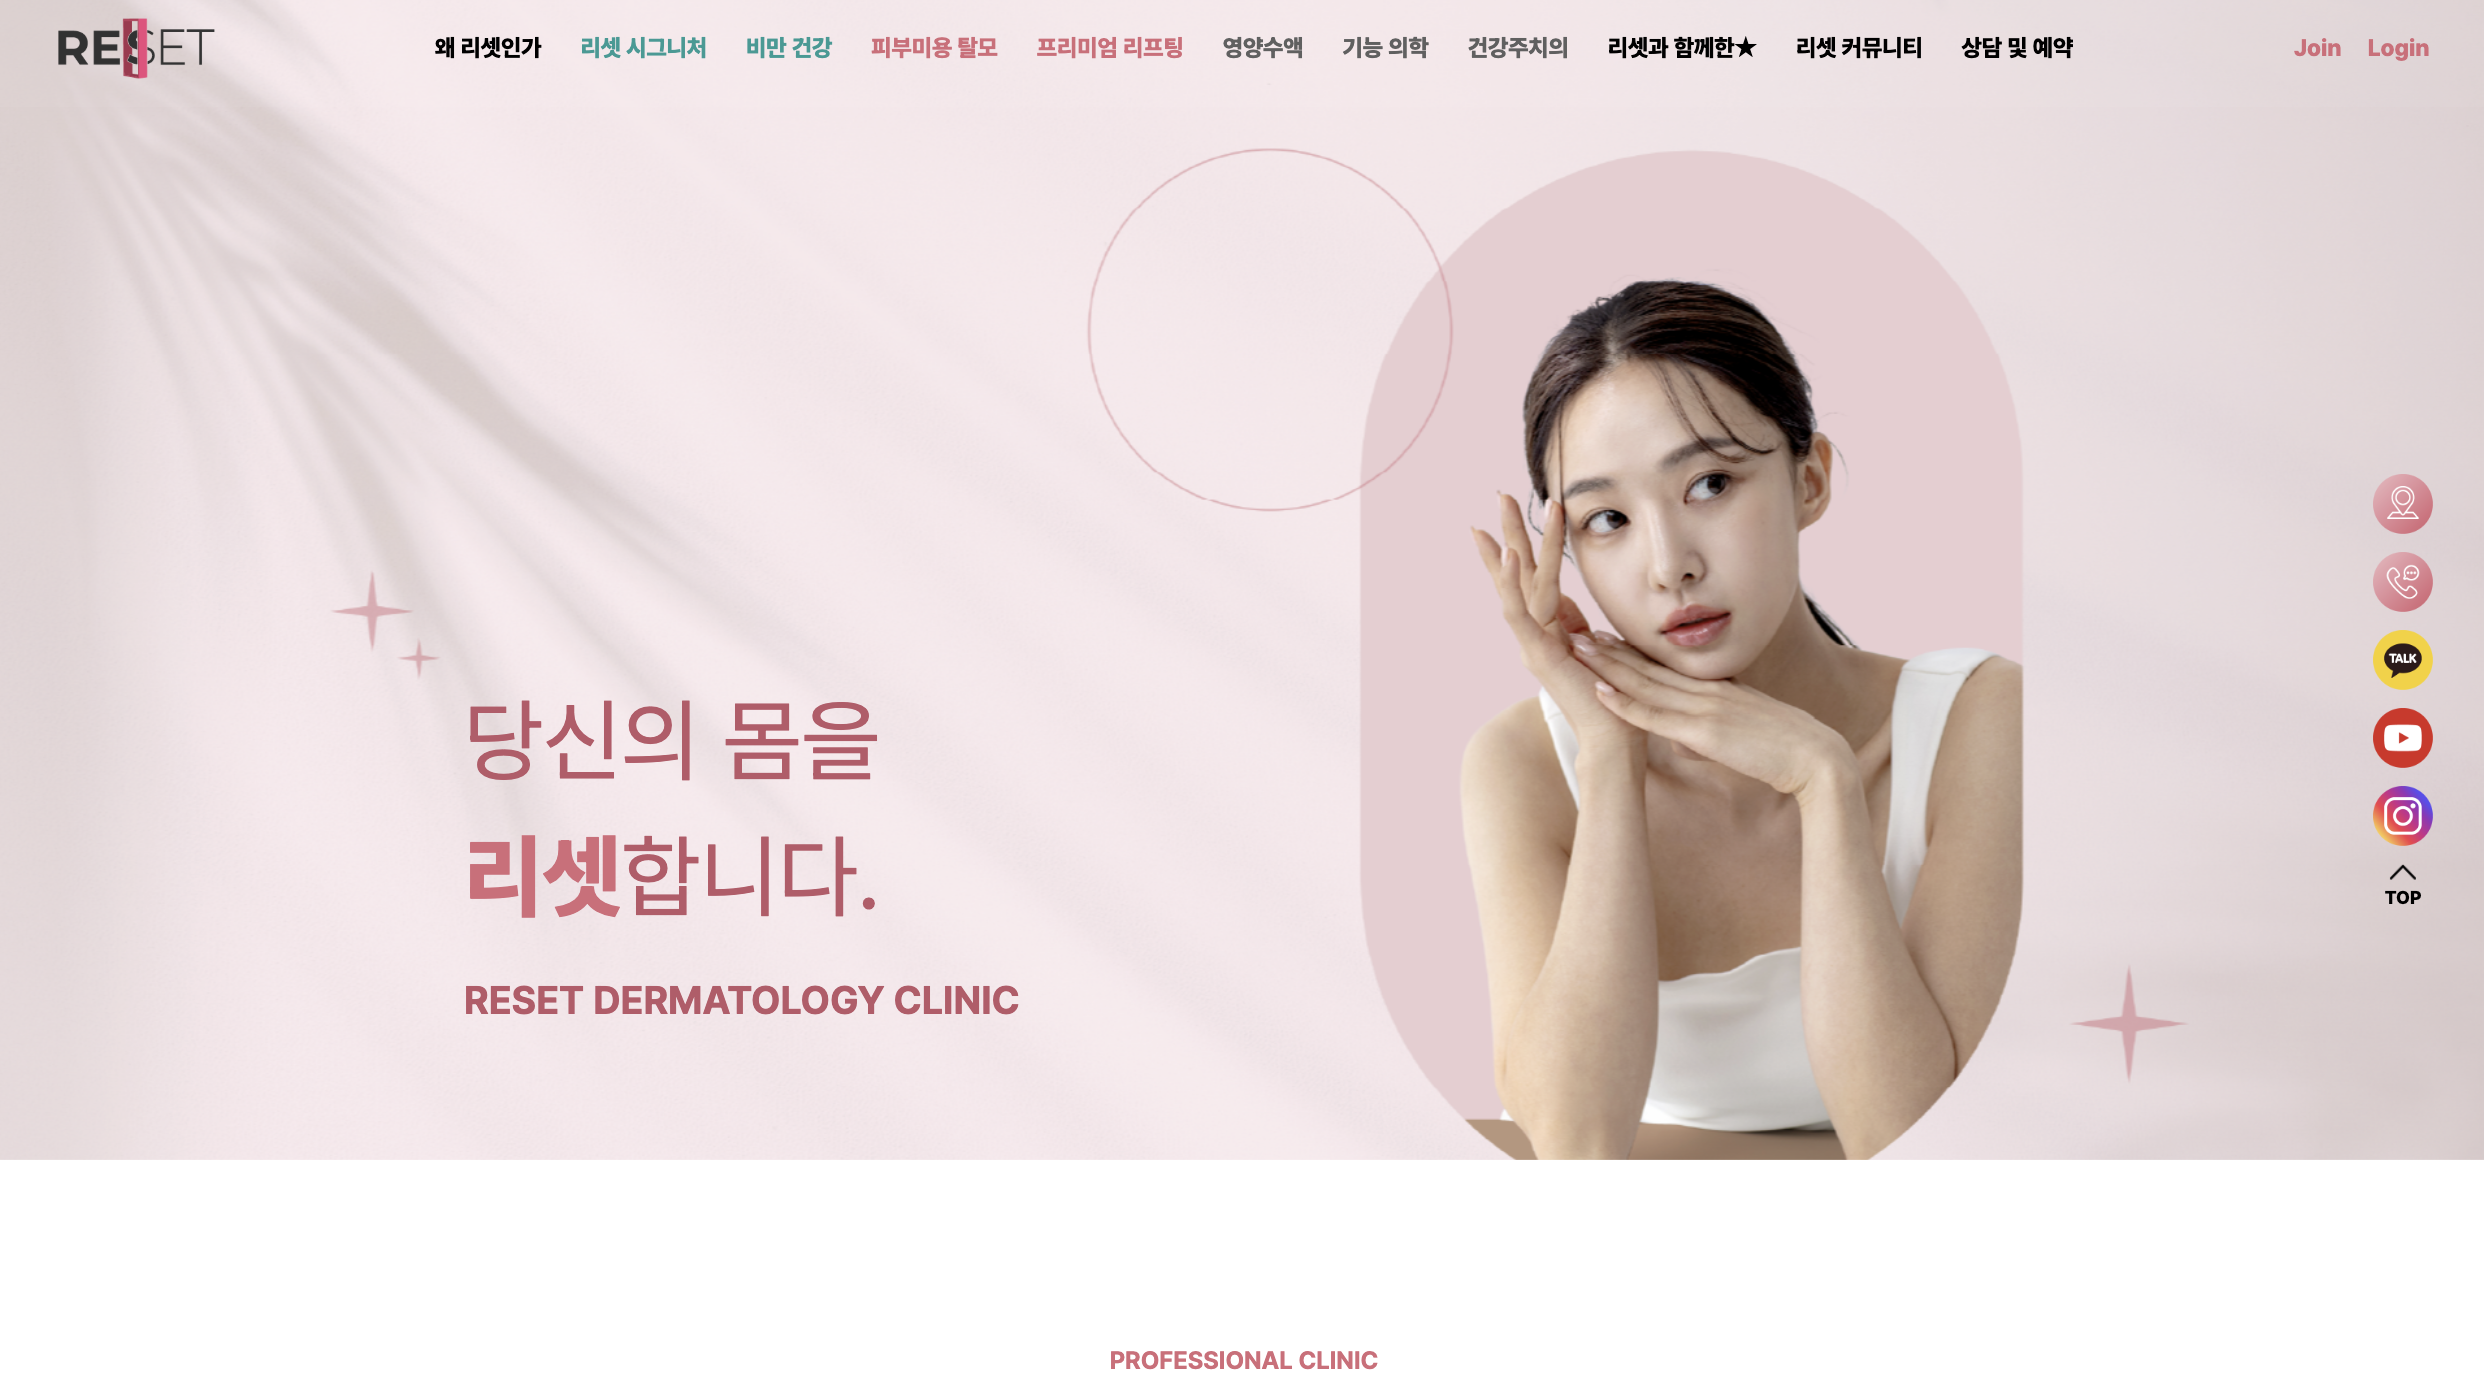 RESET
왜 리셋인가 리셋 시그니처 비만 건강 피부미용 탈모 프리미엄 리프팅 영양수액 기능 의학 건강주치의 리셋과 함께한★ 리셋 커뮤니티 상담 및 예약
Join Login
당신의 몸을
리셋합니다.
RESET DERMATOLOGY CLINIC
TALK
TOP
PROFESSIONAL CLINIC